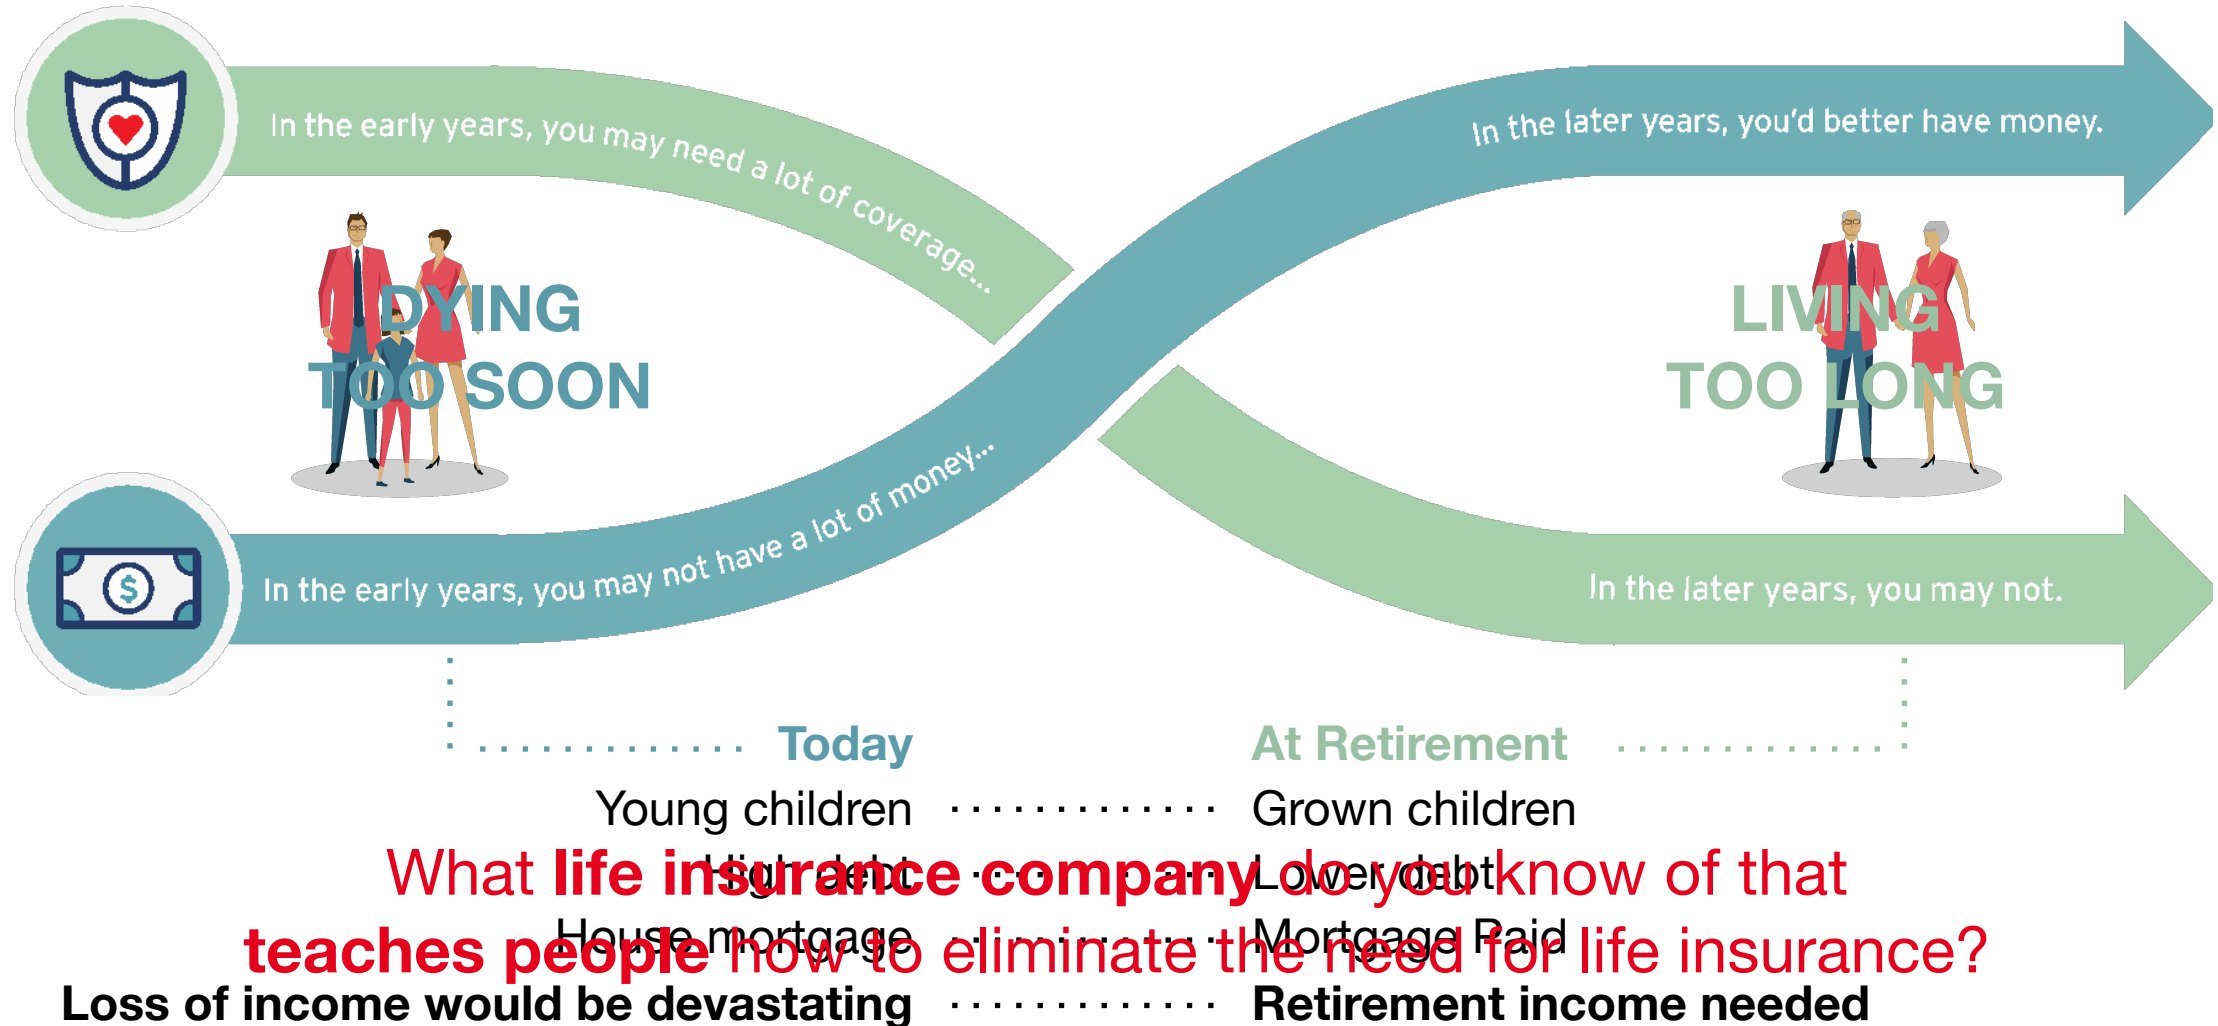 In the early years, you may need a lot of coverage...
In the later years, you'd better have money.
DYING
TOO SOON
LIVING
TOO LONG
In the early years, you may not have a lot of money...
In the later years, you may not.
$
Today
At Retirement
Young children
Grown children
High debt
Lower debt
What life insurance company do you know of that
House mortgage
Mortgage Paid
teaches people how to eliminate the need for life insurance?
Loss of income would be devastating
Retirement income needed